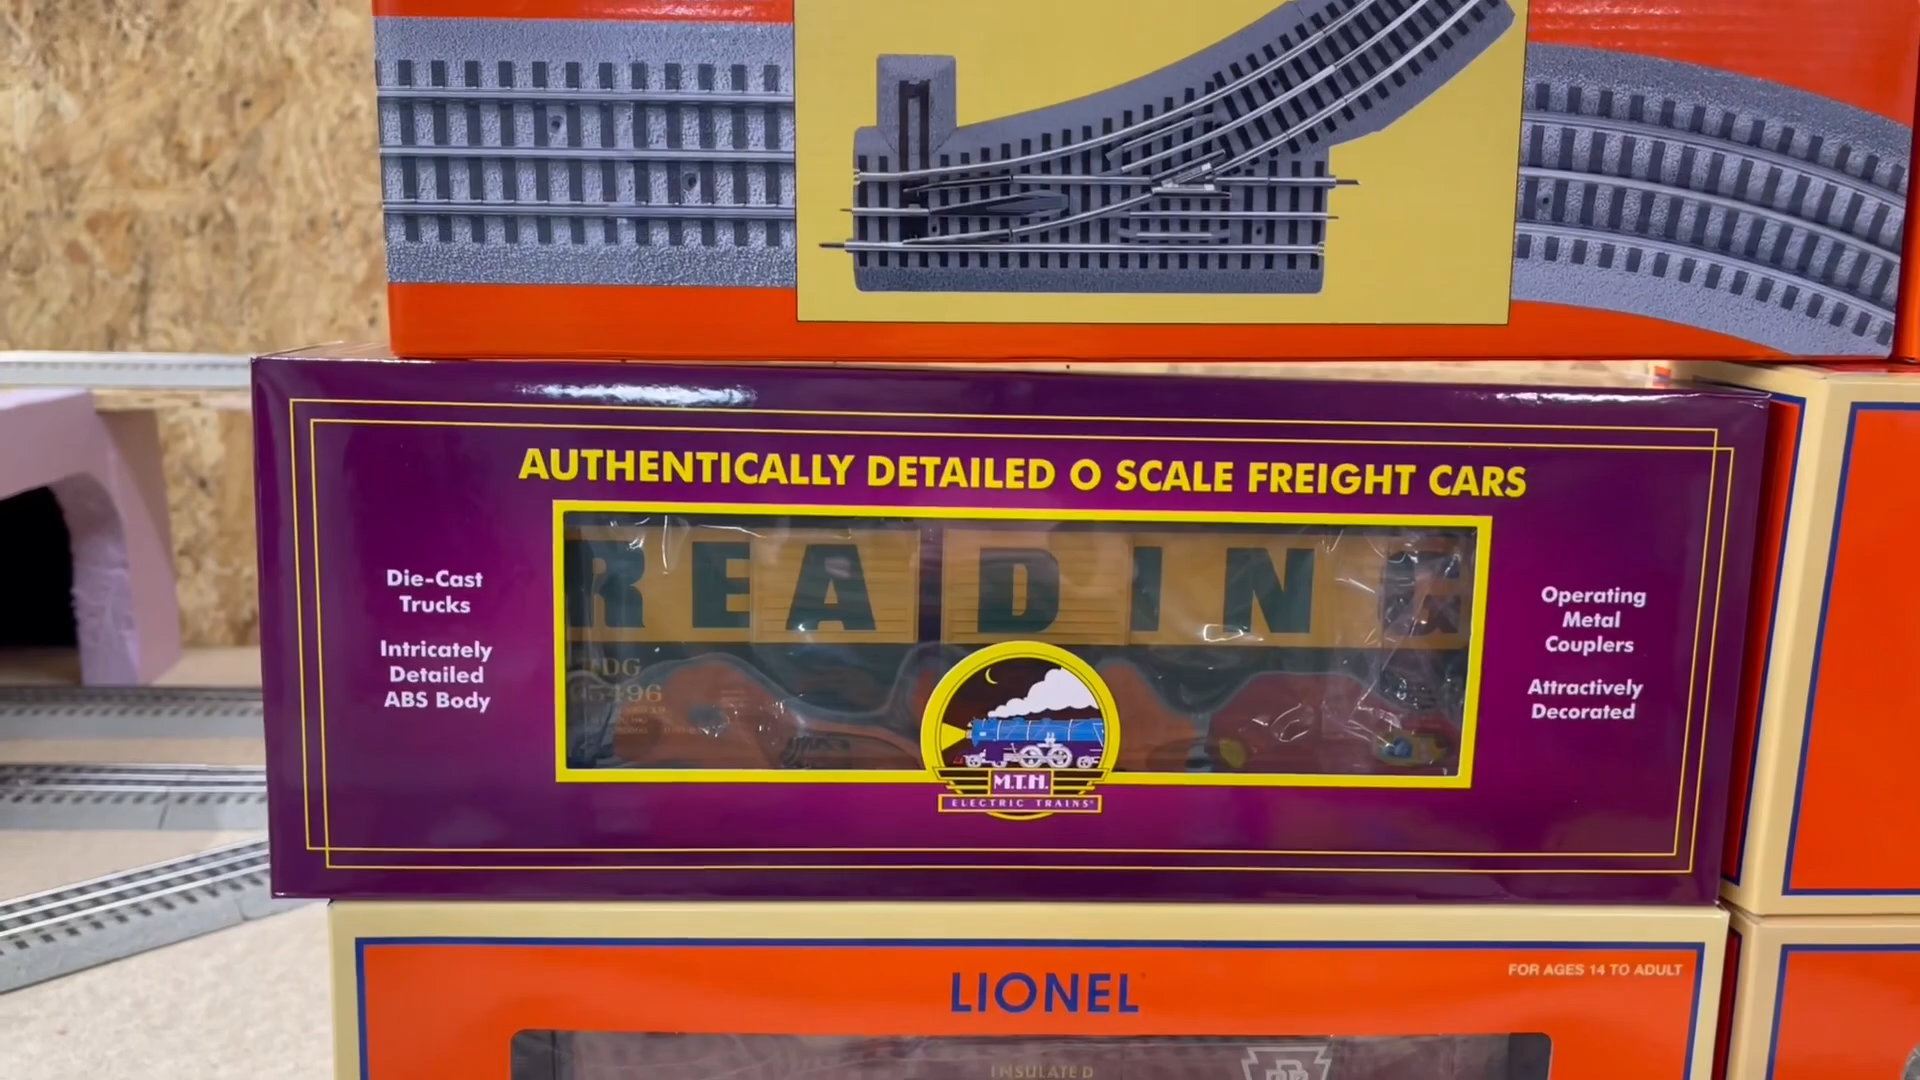 AUTHENTICALLY DETAILED O SCALE FREIGHT CARS
Die-Cast
Trucks
Intricately
Detailed
ABS Body
READING
Operating
Metal
Couplers
Attractively
Decorated
M.T.H.
ELECTRIC TRAINS
LIONEL
FOR AGES 14 TO ADULT
INSULATED